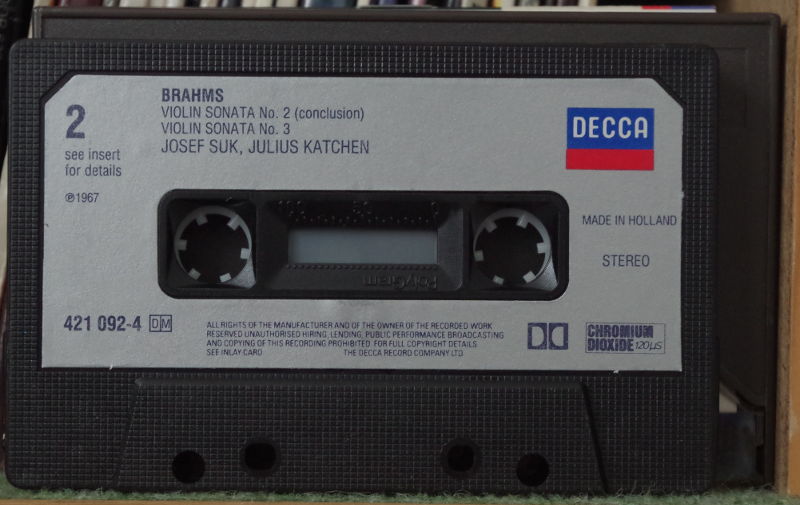 BRAHMS
VIOLIN SONATA No. 2 (conclusion)
VIOLIN SONATA No. 3
JOSEF SUK, JULIUS KATCHEN
2
see insert
for details
℗1967
DECCA
MADE IN HOLLAND
STEREO
PolyGram
421 092-4 DM
ALL RIGHTS OF THE MANUFACTURER AND OF THE OWNER OF THE RECORDED WORK
RESERVED UNAUTHORISED HIRING, LENDING, PUBLIC PERFORMANCE BROADCASTING
AND COPYING OF THIS RECORDING PROHIBITED FOR FULL CONTRACT DETAILS
SEE INLAY CARD THE DECCA RECORD COMPANY LTD
CHROMIUM
DIOXIDE 120µS